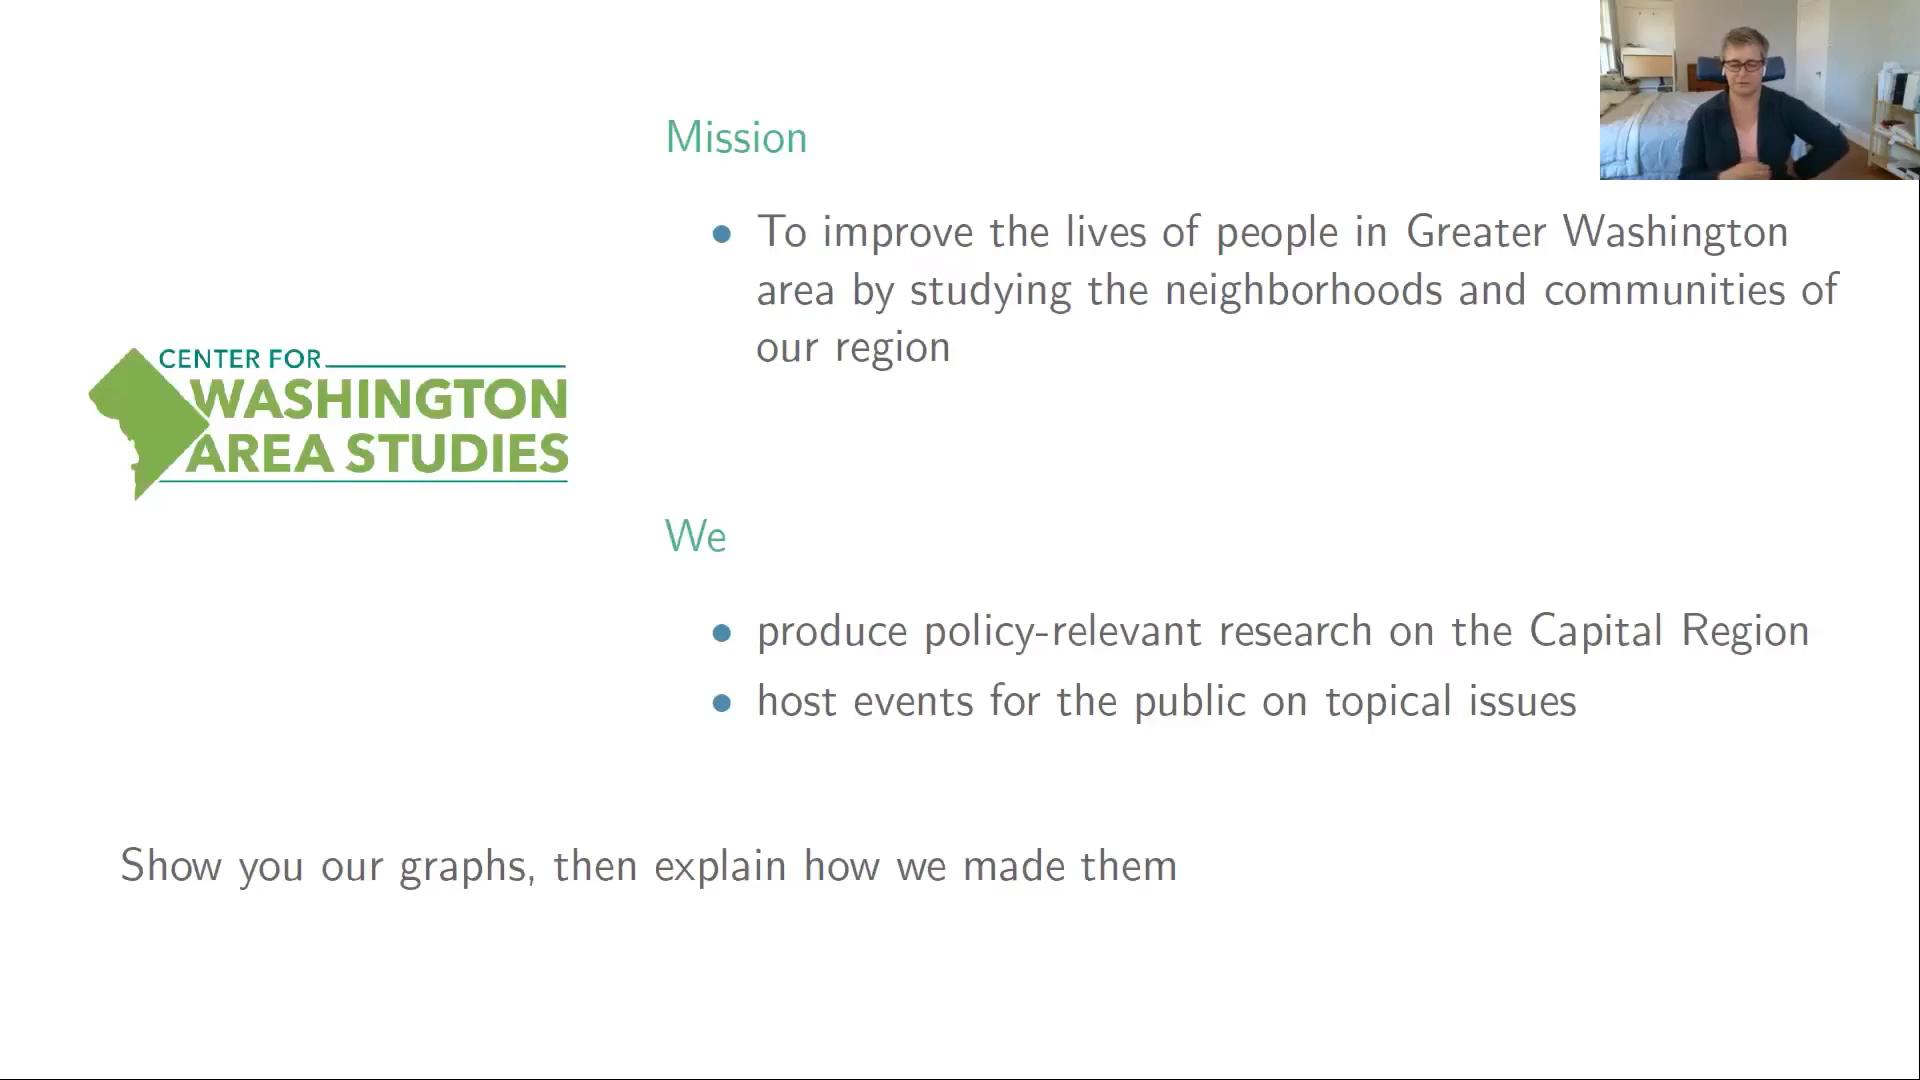 Mission
• To improve the lives of people in Greater Washington
area by studying the neighborhoods and communities of
our region
CENTER FOR
WASHINGTON
AREA STUDIES
We
• produce policy-relevant research on the Capital Region
• host events for the public on topical issues
Show you our graphs, then explain how we made them